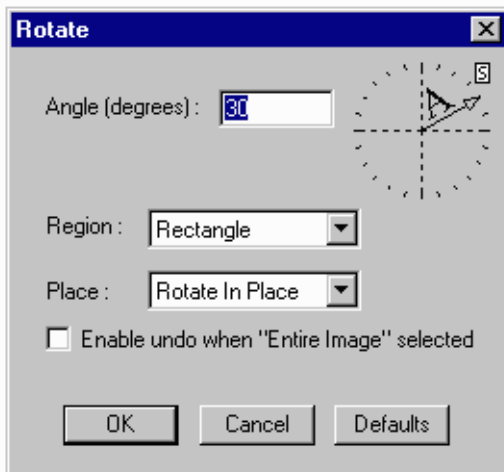 Rotate
S
Angle (degrees) : 30
A
Region : Rectangle
Place : Rotate In Place
Enable undo when "Entire Image" selected
OK Cancel Defaults